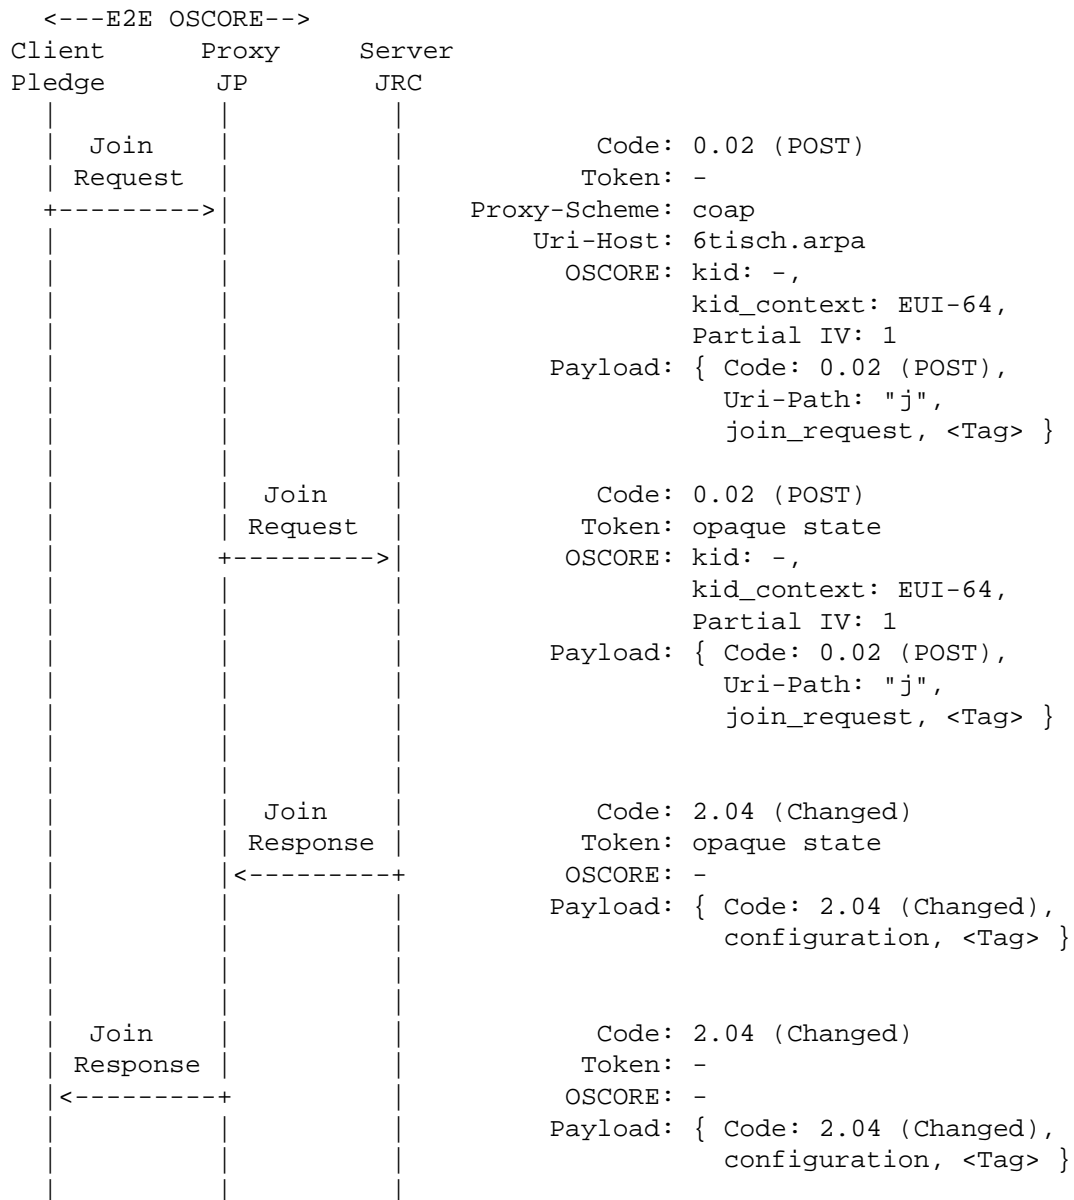 <---E2E OSCORE-->
Client Proxy Server
Pledge JP JRC
Join Code: 0.02 (POST)
Request Token: -
+--------->| Proxy-Scheme: coap
Uri-Host: 6tisch.arpa
OSCORE: kid: -,
kid_context: EUI-64,
Partial IV: 1
Payload: { Code: 0.02 (POST),
Uri-Path: "j",
join_request, <Tag> }
Join Code: 0.02 (POST)
Request Token: opaque state
+--------->| OSCORE: kid: -,
kid_context: EUI-64,
Partial IV: 1
Payload: { Code: 0.02 (POST),
Uri-Path: "j",
join_request, <Tag> }
Join Code: 2.04 (Changed)
Response Token: opaque state
|<---------+ OSCORE: -
Payload: { Code: 2.04 (Changed),
configuration, <Tag> }
Join Code: 2.04 (Changed)
Response Token: -
|<---------+ OSCORE: -
Payload: { Code: 2.04 (Changed),
configuration, <Tag> }